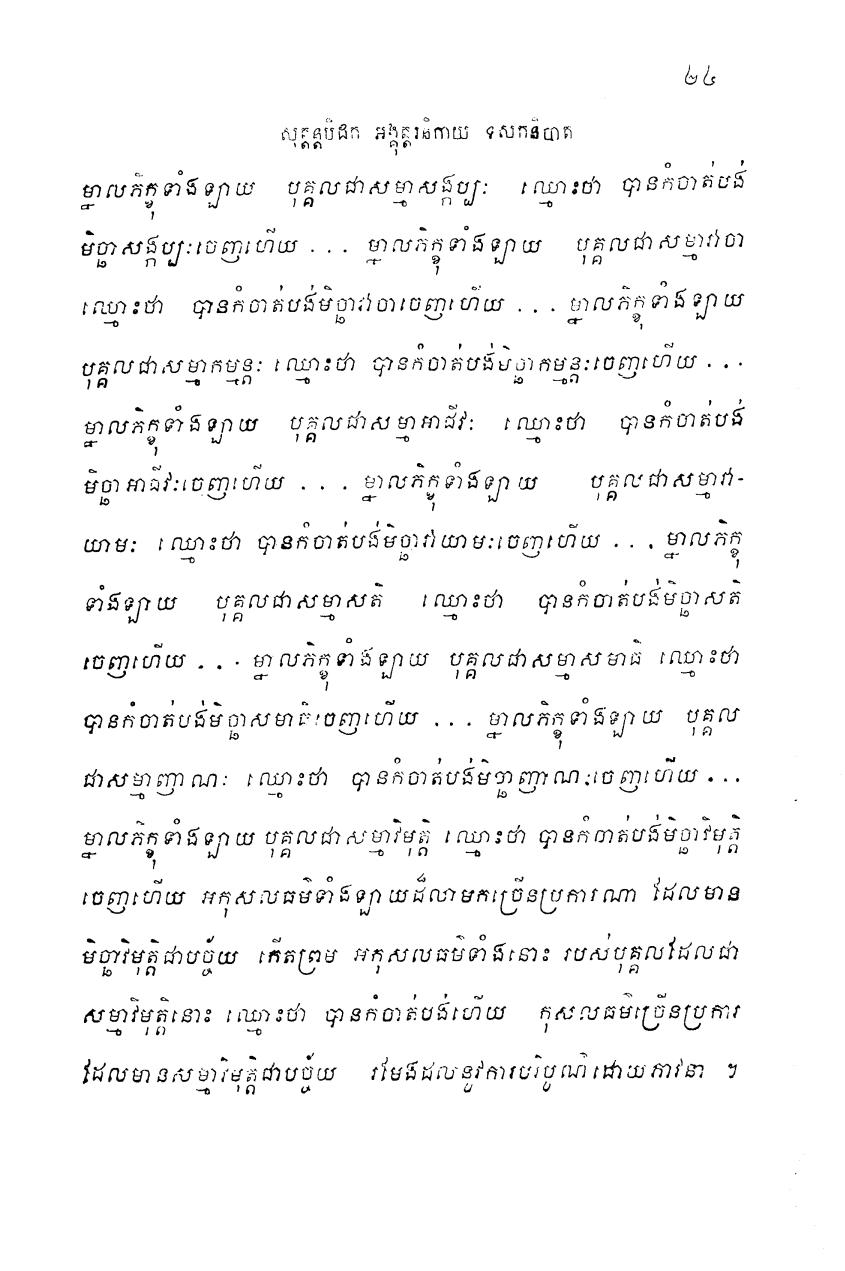 ២៤
សុត្តន្តបិដក អង្គុត្តរនិកាយ ទសកនិបាត
ម្នាលភិក្ខុទាំងឡាយ បុគ្គលជាសម្មាសង្កប្បៈ ឈ្មោះថា បានកំចាត់បង់
មិច្ឆាសង្កប្បៈចេញហើយ ... ម្នាលភិក្ខុទាំងឡាយ បុគ្គលជាសម្មាវាចា
ឈ្មោះថា បានកំចាត់បង់មិច្ឆាវាចាចេញហើយ ... ម្នាលភិក្ខុទាំងឡាយ
បុគ្គលជាសម្មាកម្មន្តៈ ឈ្មោះថា បានកំចាត់បង់មិច្ឆាកម្មន្តៈចេញហើយ ...
ម្នាលភិក្ខុទាំងឡាយ បុគ្គលជាសម្មាអាជីវៈ ឈ្មោះថា បានកំចាត់បង់
មិច្ឆាអាជីវៈចេញហើយ ... ម្នាលភិក្ខុទាំងឡាយ បុគ្គលជាសម្មាវា-
យាមៈ ឈ្មោះថា បានកំចាត់បង់មិច្ឆាវាយាមៈចេញហើយ ... ម្នាលភិក្ខុ
ទាំងឡាយ បុគ្គលជាសម្មាសតិ ឈ្មោះថា បានកំចាត់បង់មិច្ឆាសតិ
ចេញហើយ ... ម្នាលភិក្ខុទាំងឡាយ បុគ្គលជាសម្មាសមាធិ ឈ្មោះថា
បានកំចាត់បង់មិច្ឆាសមាធិចេញហើយ ... ម្នាលភិក្ខុទាំងឡាយ បុគ្គល
ជាសម្មាញាណៈ ឈ្មោះថា បានកំចាត់បង់មិច្ឆាញាណៈចេញហើយ ...
ម្នាលភិក្ខុទាំងឡាយ បុគ្គលជាសម្មាវិមុត្តិ ឈ្មោះថា បានកំចាត់បង់មិច្ឆាវិមុត្តិ
ចេញហើយ អកុសលធម៌ទាំងឡាយដ៏លាមកច្រើនប្រការណា ដែលមាន
មិច្ឆាវិមុត្តិជាបច្ច័យ កើតព្រម អកុសលធម៌ទាំងនោះ របស់បុគ្គលដែលជា
សម្មាវិមុត្តិនោះ ឈ្មោះថា បានកំចាត់បង់ហើយ កុសលធម៌ច្រើនប្រការ
ដែលមានសម្មាវិមុត្តិជាបច្ច័យ រមែងដល់នូវការបរិបូណ៌ដោយភាវនា ។